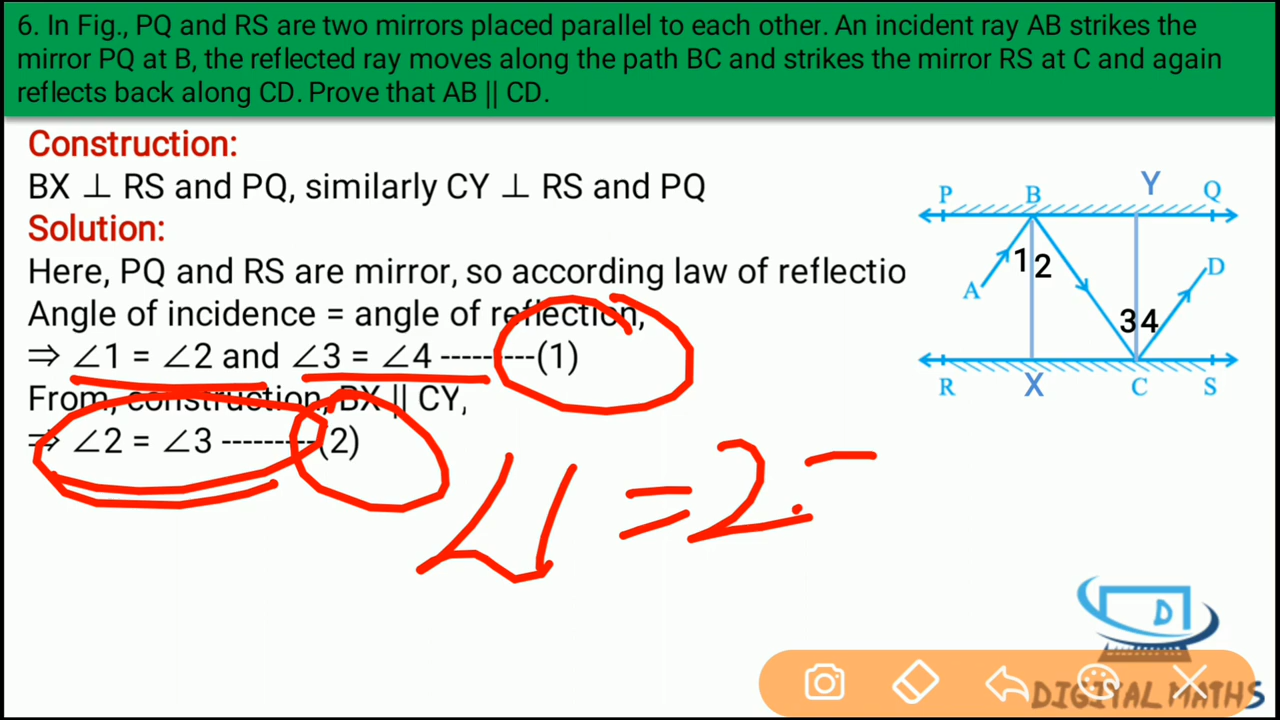 6. In Fig., PQ and RS are two mirrors placed parallel to each other. An incident ray AB strikes the
mirror PQ at B, the reflected ray moves along the path BC and strikes the mirror RS at C and again
reflects back along CD. Prove that AB || CD.
Construction:
BX ⊥ RS and PQ, similarly CY ⊥ RS and PQ
Solution:
Here, PQ and RS are mirror, so according law of reflectio
Angle of incidence = angle of reflection,
⇒ ∠1 = ∠2 and ∠3 = ∠4 ---------(1)
From, construction, BX || CY,
⇒ ∠2 = ∠3 ---------(2)
∠1 = 2
P B Y Q
1 2
A D
3 4
R X C S
D
DIGIYAL MATHS